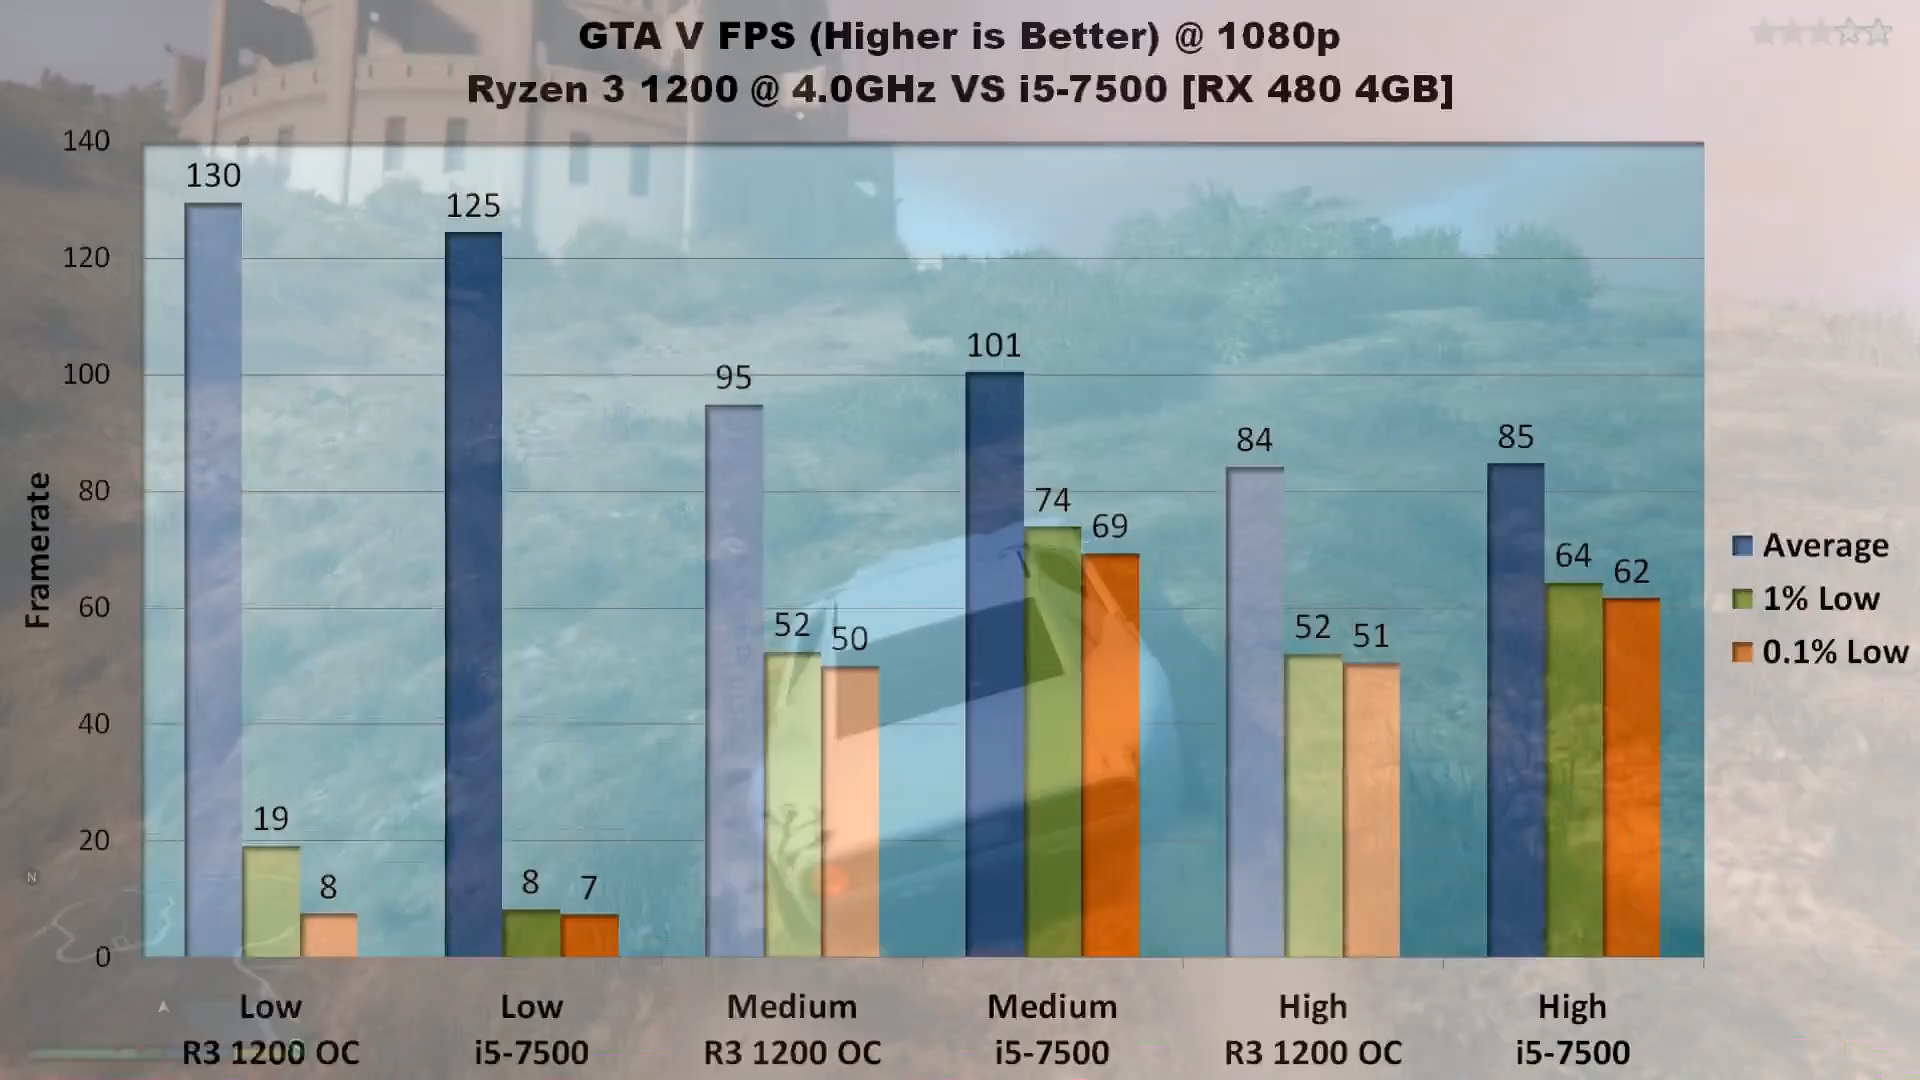 GTA V FPS (Higher is Better) @ 1080p
Ryzen 3 1200 @ 4.0GHz VS i5-7500 [RX 480 4GB]
Framerate
140
120
100
80
60
40
20
0
130
19
8
125
8
7
95
52
50
101
74
69
84
52
51
85
64
62
Low
R3 1200 OC
Low
i5-7500
Medium
R3 1200 OC
Medium
i5-7500
High
R3 1200 OC
High
i5-7500
Average
1% Low
0.1% Low
N